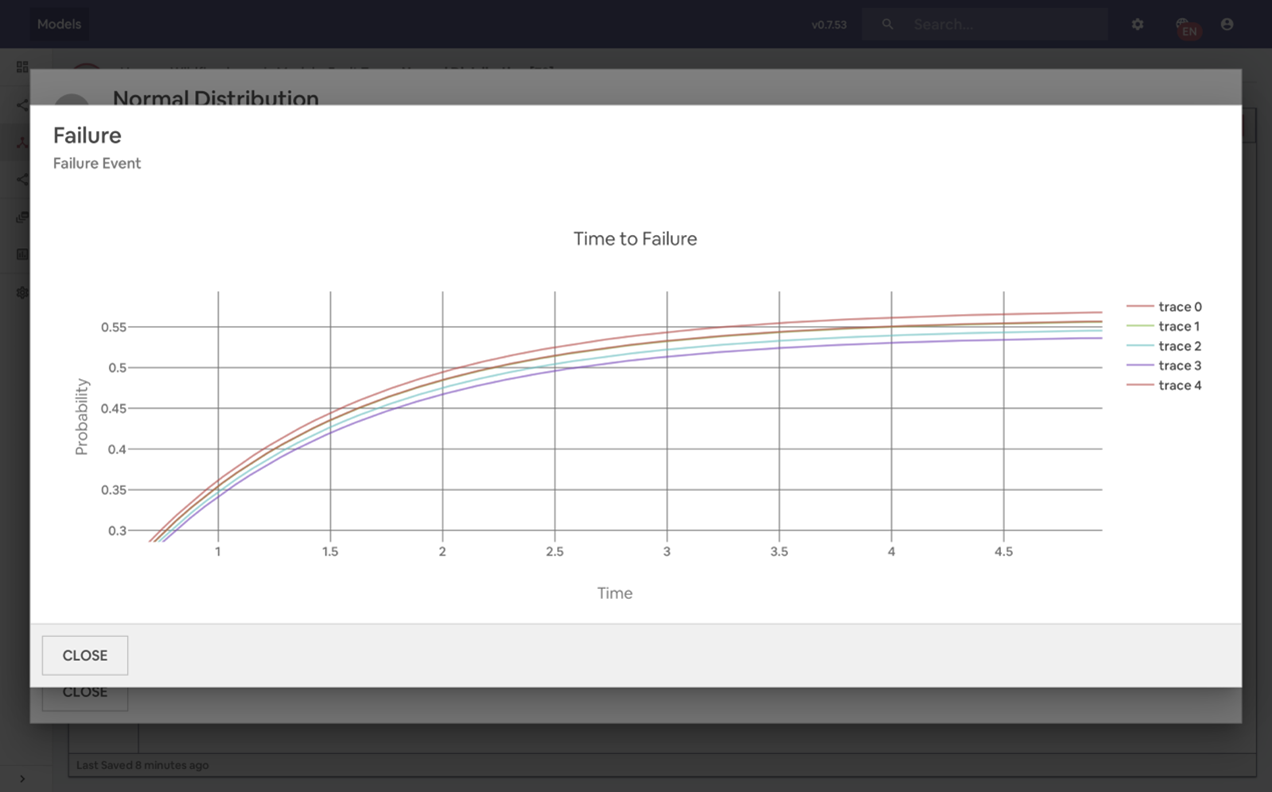 Models
v0.7.53
Search...
EN
Normal Distribution
Failure
Failure Event
Time to Failure
trace 0
trace 1
trace 2
trace 3
trace 4
Probability
0.55
0.5
0.45
0.4
0.35
0.3
1 1.5 2 2.5 3 3.5 4 4.5
Time
CLOSE
CLOSE
Last Saved 8 minutes ago